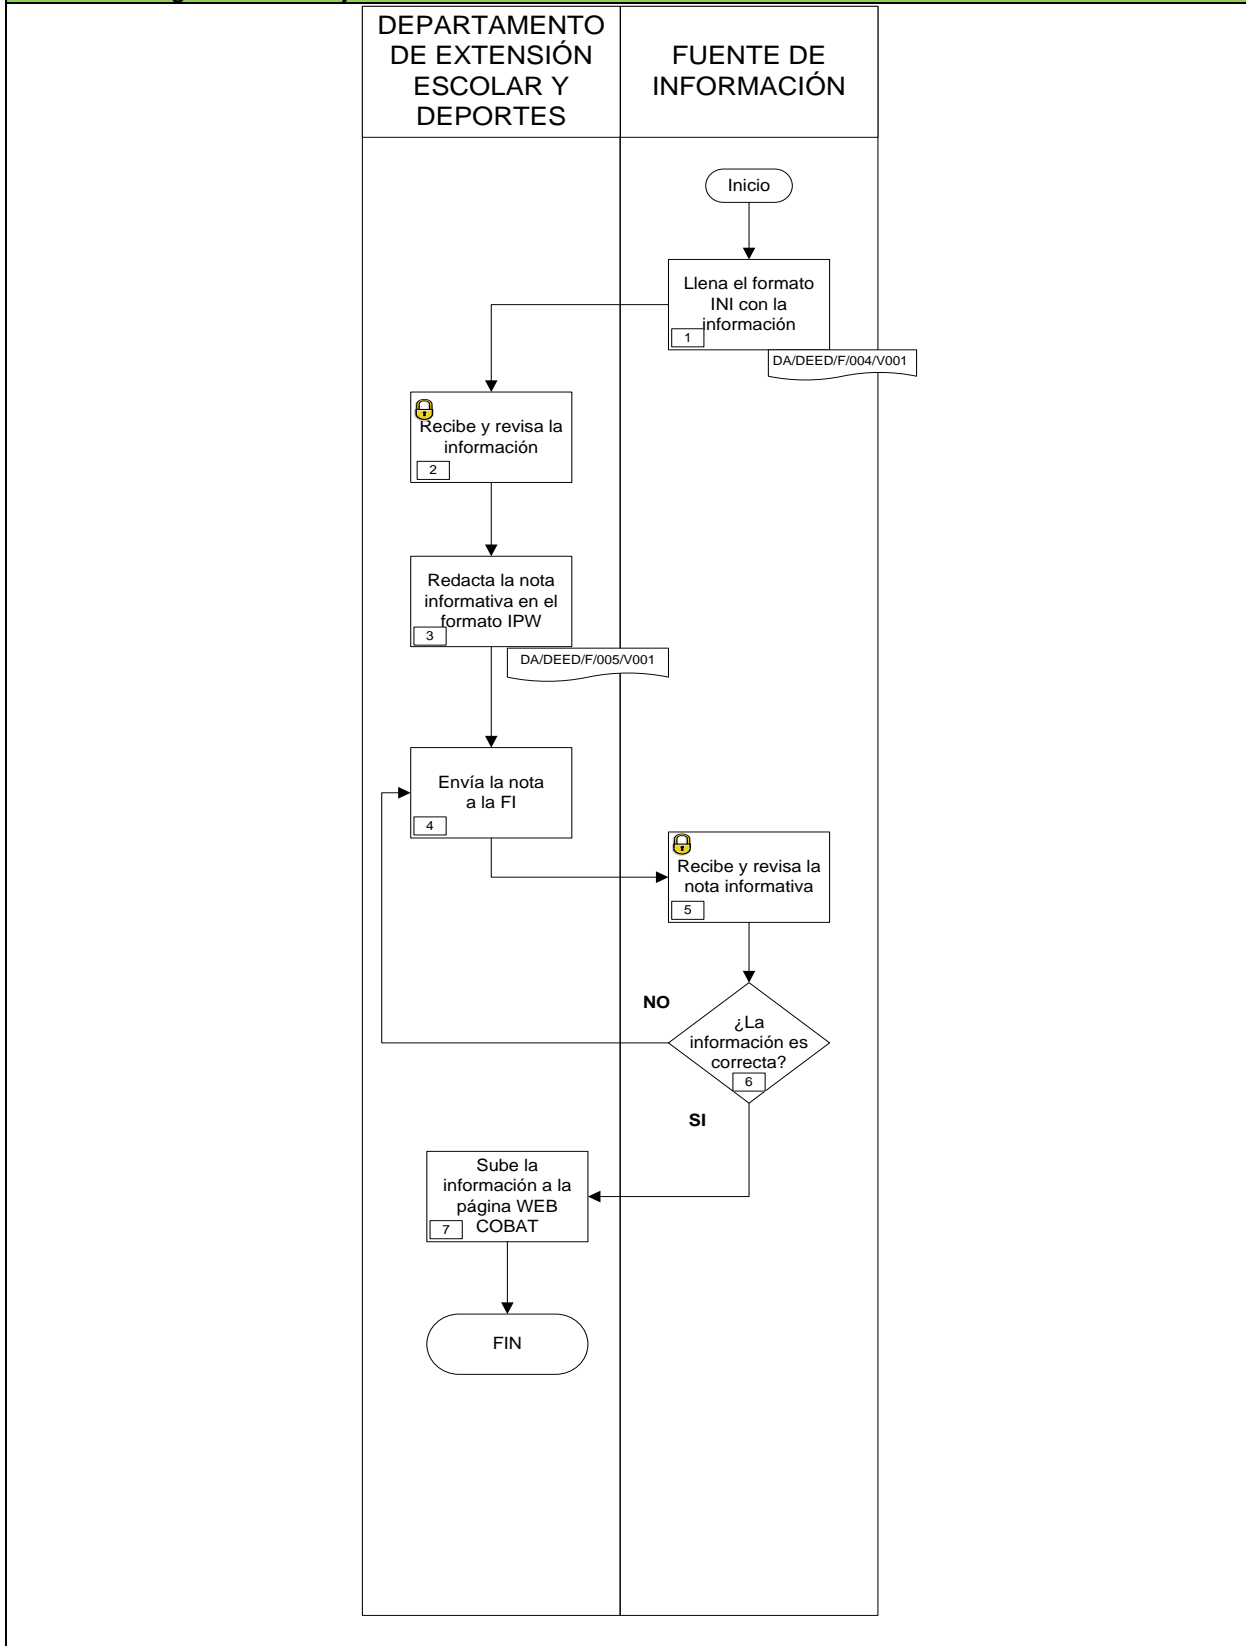 DEPARTAMENTO
DE EXTENSIÓN
ESCOLAR Y
DEPORTES
FUENTE DE
INFORMACIÓN
Inicio
Llena el formato
INI con la
información
1
DA/DEED/F/004/V001
Recibe y revisa la
información
2
Redacta la nota
informativa en el
formato IPW
3
DA/DEED/F/005/V001
Envía la nota
a la FI
4
Recibe y revisa la
nota informativa
5
NO
¿La
información es
correcta?
6
SI
Sube la
información a la
página WEB
COBAT
7
FIN